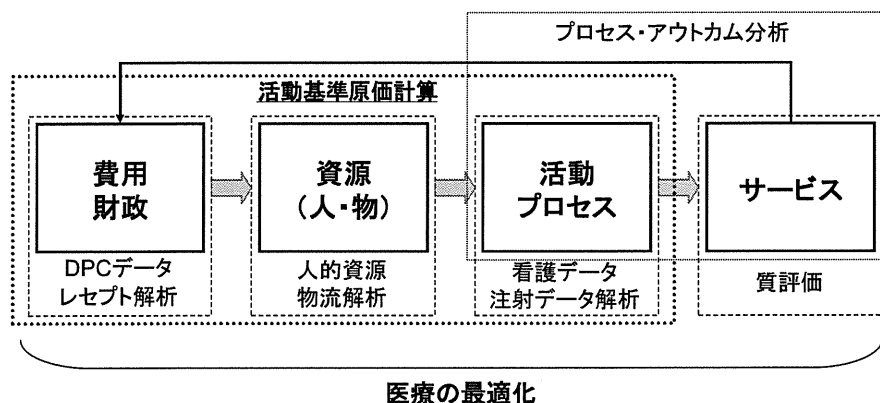 プロセス・アウトカム分析
活動基準原価計算
費用
財政
資源
(人・物)
活動
プロセス
サービス
DPCデータ
レセプト解析
人的資源
物流解析
看護データ
注射データ解析
質評価
医療の最適化